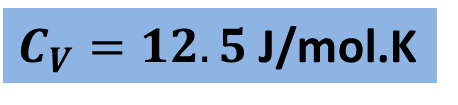 C_V = 12.5 J/mol.K